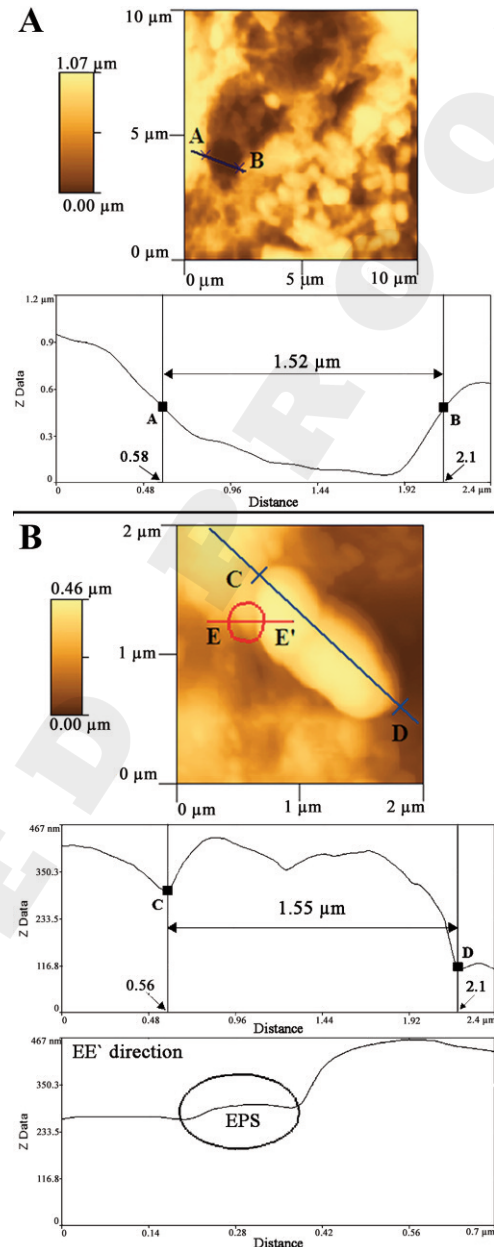 A
10 µm
1.07 µm
5 µm
A
B
0.00 µm
0 µm
0 µm
5 µm
10 µm
1.2 µm
0.9
0.6
0.3
0
Z Data
1.52 µm
A
B
0.58
2.1
0
0.48
0.96
1.44
1.92
2.4 µm
Distance
B
2 µm
0.46 µm
C
E
E'
1 µm
D
0.00 µm
0 µm
0 µm
1 µm
2 µm
467 nm
350.3
233.5
116.8
0
Z Data
C
1.55 µm
D
0.56
2.1
0
0.48
0.96
1.44
1.92
2.4 µm
Distance
467 nm
EE` direction
350.3
233.5
116.8
0
Z Data
EPS
0
0.14
0.28
0.42
0.56
0.7 µm
Distance
E D P R O O